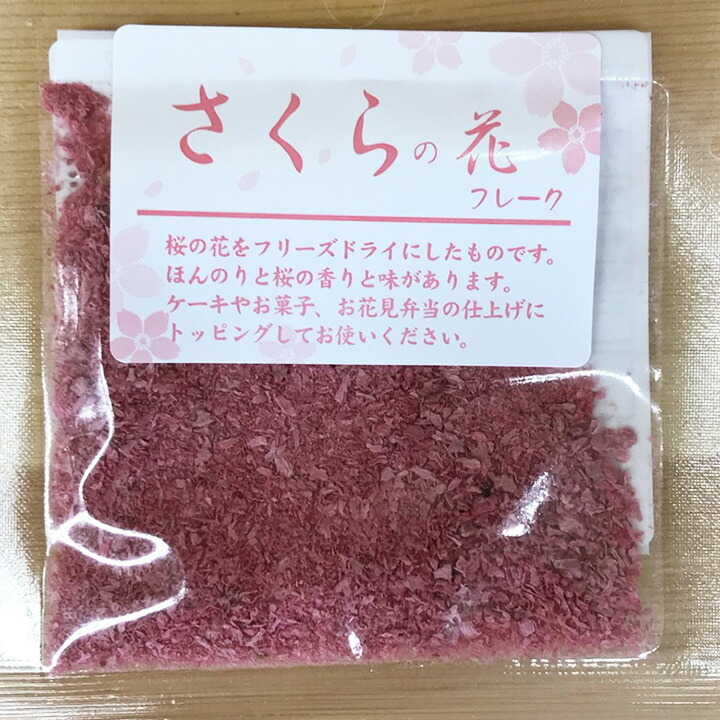 さくらの花
フレーク
桜の花をフリーズドライにしたものです。
ほんのりと桜の香りと味があります。
ケーキやお菓子、お花見弁当の仕上げに
トッピングしてお使いください。